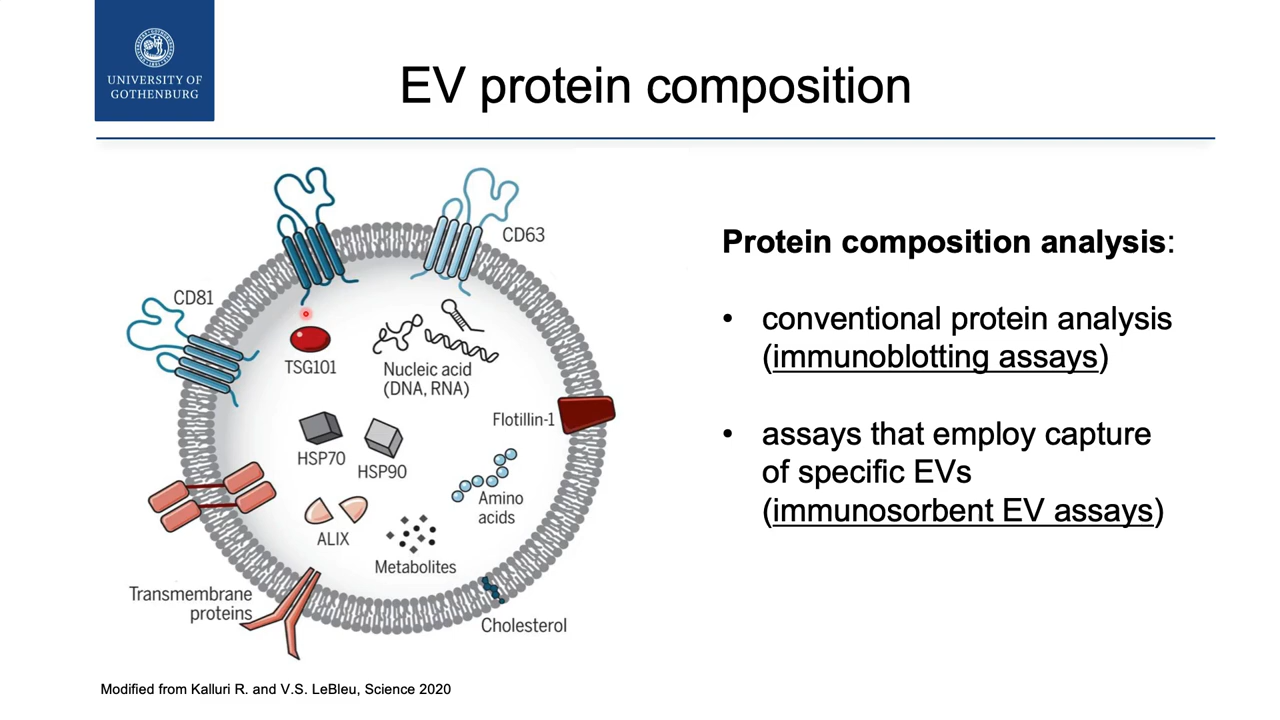 UNIVERSITY OF
GOTHENBURG
EV protein composition
CD63
CD81
TSG101
Nucleic acid
(DNA, RNA)
Flotillin-1
HSP70
HSP90
Amino
acids
ALIX
Metabolites
Transmembrane
proteins
Cholesterol
Protein composition analysis:
• conventional protein analysis
(immunoblotting assays)
• assays that employ capture
of specific EVs
(immunosorbent EV assays)
Modified from Kalluri R. and V.S. LeBleu, Science 2020